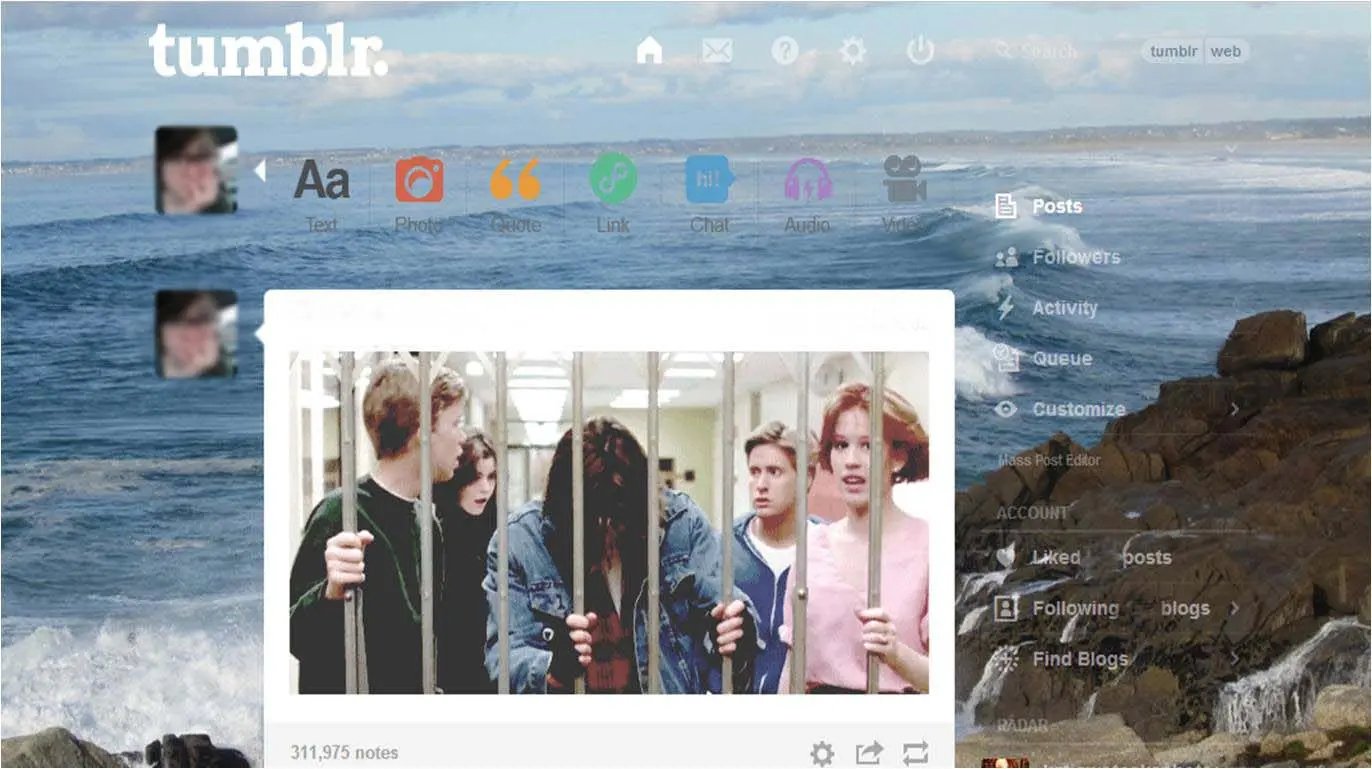 tumblr.
Search
tumblr web
Aa
hi!
Text Photo Quote Link Chat Audio Video
Posts
Followers
Activity
Queue
Customize
Mass Post Editor
ACCOUNT
Liked posts
Following blogs
Find Blogs
RADAR
311,975 notes